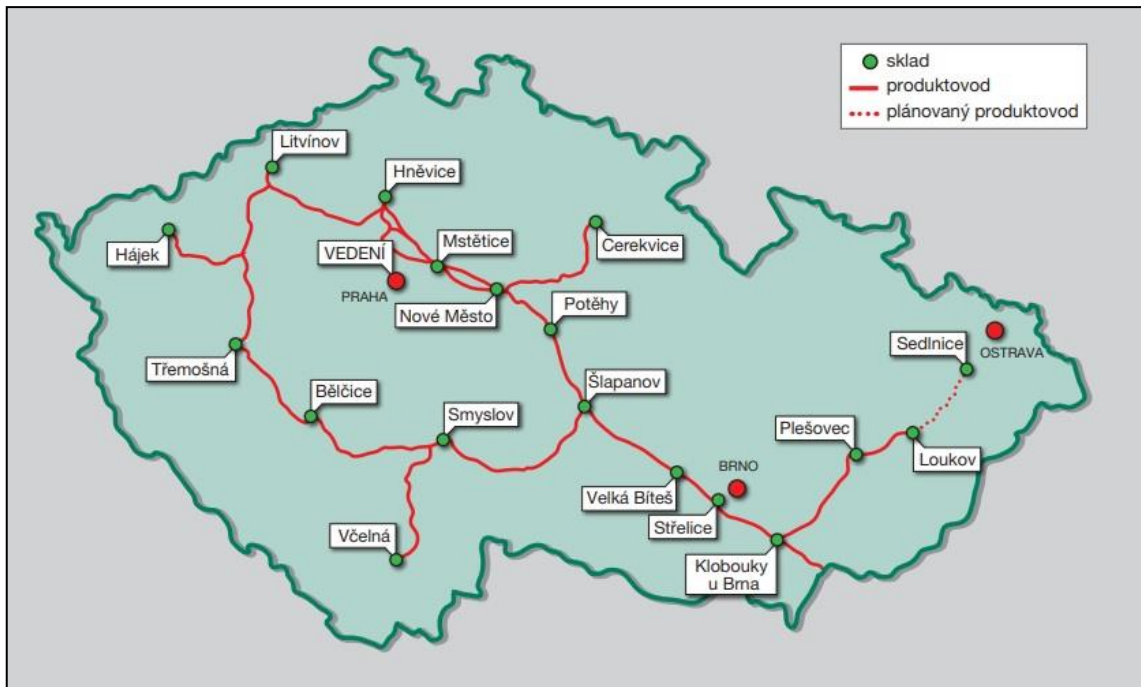 sklad
produktovod
plánovaný produktovod
Litvínov
Hněvice
Hájek
VEDENÍ
PRAHA
Mstětice
Cerekvice
Nové Město
Potěhy
Sedlnice
OSTRAVA
Třemošná
Bělčice
Smyslov
Šlapanov
Plešovec
Loukov
BRNO
Velká Bíteš
Střelice
Včelná
Klobouky
u Brna